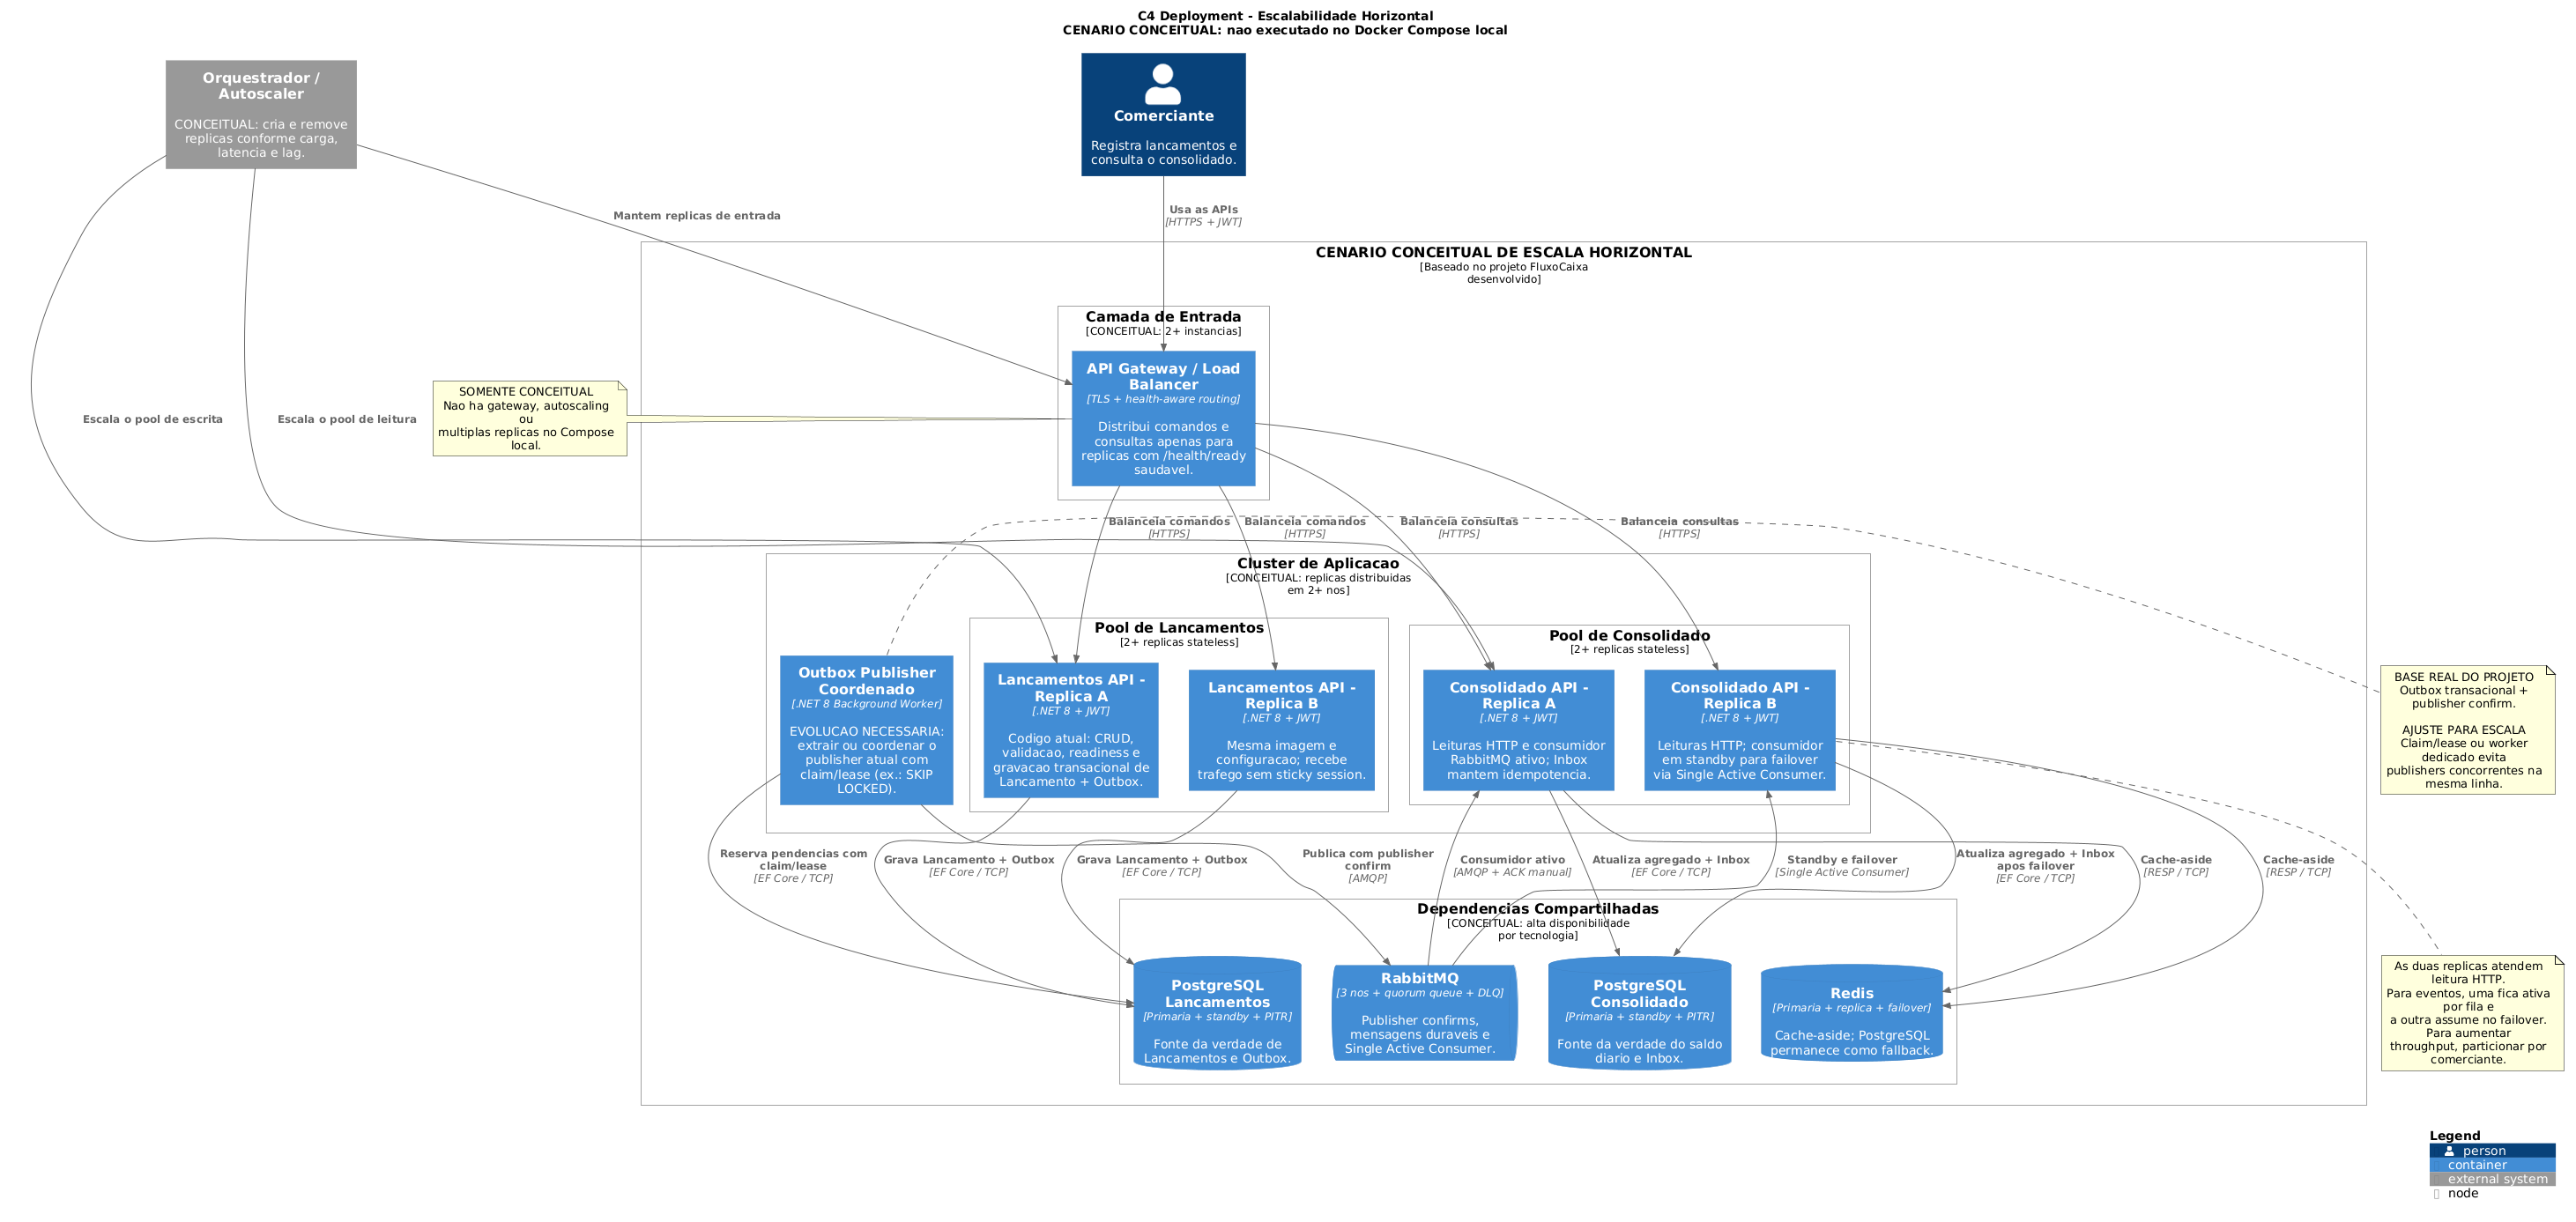 C4 Deployment - Escalabilidade Horizontal
CENARIO CONCEITUAL: nao executado no Docker Compose local
Orquestrador /
Autoscaler
CONCEITUAL: cria e remove
replicas conforme carga,
latencia e lag.
Comerciante
Registra lancamentos e
consulta o consolidado.
Mantem replicas de entrada
Usa as APIs
[HTTPS + JWT]
CENARIO CONCEITUAL DE ESCALA HORIZONTAL
[Baseado no projeto FluxoCaixa
desenvolvido]
Camada de Entrada
[CONCEITUAL: 2+ instancias]
API Gateway / Load
Balancer
[TLS + health-aware routing]
Distribui comandos e
consultas apenas para
replicas com /health/ready
saudavel.
SOMENTE CONCEITUAL
Nao ha gateway, autoscaling
ou
multiplas replicas no Compose
local.
Escala o pool de escrita
Escala o pool de leitura
Balanceia comandos
[HTTPS]
Balanceia comandos
[HTTPS]
Balanceia consultas
[HTTPS]
Balanceia consultas
[HTTPS]
Cluster de Aplicacao
[CONCEITUAL: replicas distribuidas
em 2+ nos]
Pool de Lancamentos
[2+ replicas stateless]
Pool de Consolidado
[2+ replicas stateless]
Outbox Publisher
Coordenado
[.NET 8 Background Worker]
EVOLUCAO NECESSARIA:
extrair ou coordenar o
publisher atual com
claim/lease (ex.: SKIP
LOCKED).
Lancamentos API -
Replica A
[.NET 8 + JWT]
Codigo atual: CRUD,
validacao, readiness e
gravacao transacional de
Lancamento + Outbox.
Lancamentos API -
Replica B
[.NET 8 + JWT]
Mesma imagem e
configuracao; recebe
trafego sem sticky session.
Consolidado API -
Replica A
[.NET 8 + JWT]
Leituras HTTP e consumidor
RabbitMQ ativo; Inbox
mantem idempotencia.
Consolidado API -
Replica B
[.NET 8 + JWT]
Leituras HTTP; consumidor
em standby para failover
via Single Active Consumer.
BASE REAL DO PROJETO
Outbox transacional +
publisher confirm.
AJUSTE PARA ESCALA
Claim/lease ou worker
dedicado evita
publishers concorrentes na
mesma linha.
Reserva pendencias com
claim/lease
[EF Core / TCP]
Grava Lancamento + Outbox
[EF Core / TCP]
Grava Lancamento + Outbox
[EF Core / TCP]
Publica com publisher
confirm
[AMQP]
Consumidor ativo
[AMQP + ACK manual]
Atualiza agregado + Inbox
[EF Core / TCP]
Standby e failover
[Single Active Consumer]
Atualiza agregado + Inbox
apos failover
[EF Core / TCP]
Cache-aside
[RESP / TCP]
Cache-aside
[RESP / TCP]
Dependencias Compartilhadas
[CONCEITUAL: alta disponibilidade
por tecnologia]
PostgreSQL
Lancamentos
[Primaria + standby + PITR]
Fonte da verdade de
Lancamentos e Outbox.
RabbitMQ
[3 nos + quorum queue + DLQ]
Publisher confirms,
mensagens duraveis e
Single Active Consumer.
PostgreSQL
Consolidado
[Primaria + standby + PITR]
Fonte da verdade do saldo
diario e Inbox.
Redis
[Primaria + replica + failover]
Cache-aside; PostgreSQL
permanece como fallback.
As duas replicas atendem
leitura HTTP.
Para eventos, uma fica ativa
por fila e
a outra assume no failover.
Para aumentar
throughput, particionar por
comerciante.
Legend
person
container
external system
node